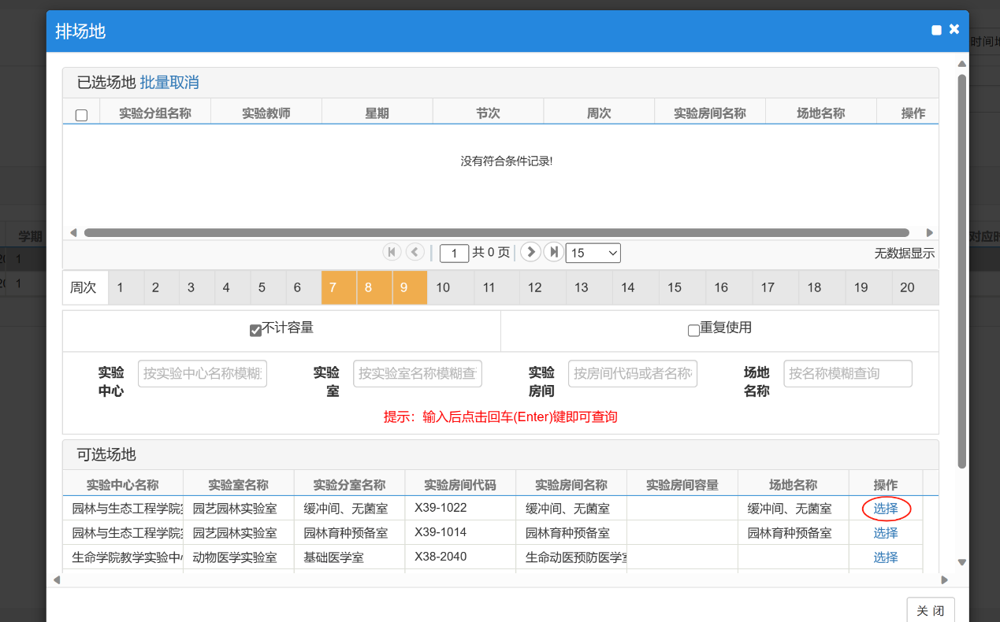 排场地
时间地
已选场地 批量取消
实验分组名称 实验教师 星期 节次 周次 实验房间名称 场地名称 操作
没有符合条件记录!
学期
对应时
1
1
1 共 0 页 15 无数据显示
周次 1 2 3 4 5 6 7 8 9 10 11 12 13 14 15 16 17 18 19 20
不计容量 重复使用
实验中心 按实验中心名称模糊 实验室 按实验室名称模糊查 实验房间 按房间代码或者名称 场地名称 按名称模糊查询
提示：输入后点击回车(Enter)键即可查询
可选场地
实验中心名称 实验室名称 实验分室名称 实验房间代码 实验房间名称 实验房间容量 场地名称 操作
园林与生态工程学院 园艺园林实验室 缓冲间、无菌室 X39-1022 缓冲间、无菌室 缓冲间、无菌室 选择
园林与生态工程学院 园艺园林实验室 园林育种预备室 X39-1014 园林育种预备室 园林育种预备室 选择
生命学院教学实验中 动物医学实验室 基础医学室 X38-2040 生命动医预防医学 选择
关 闭